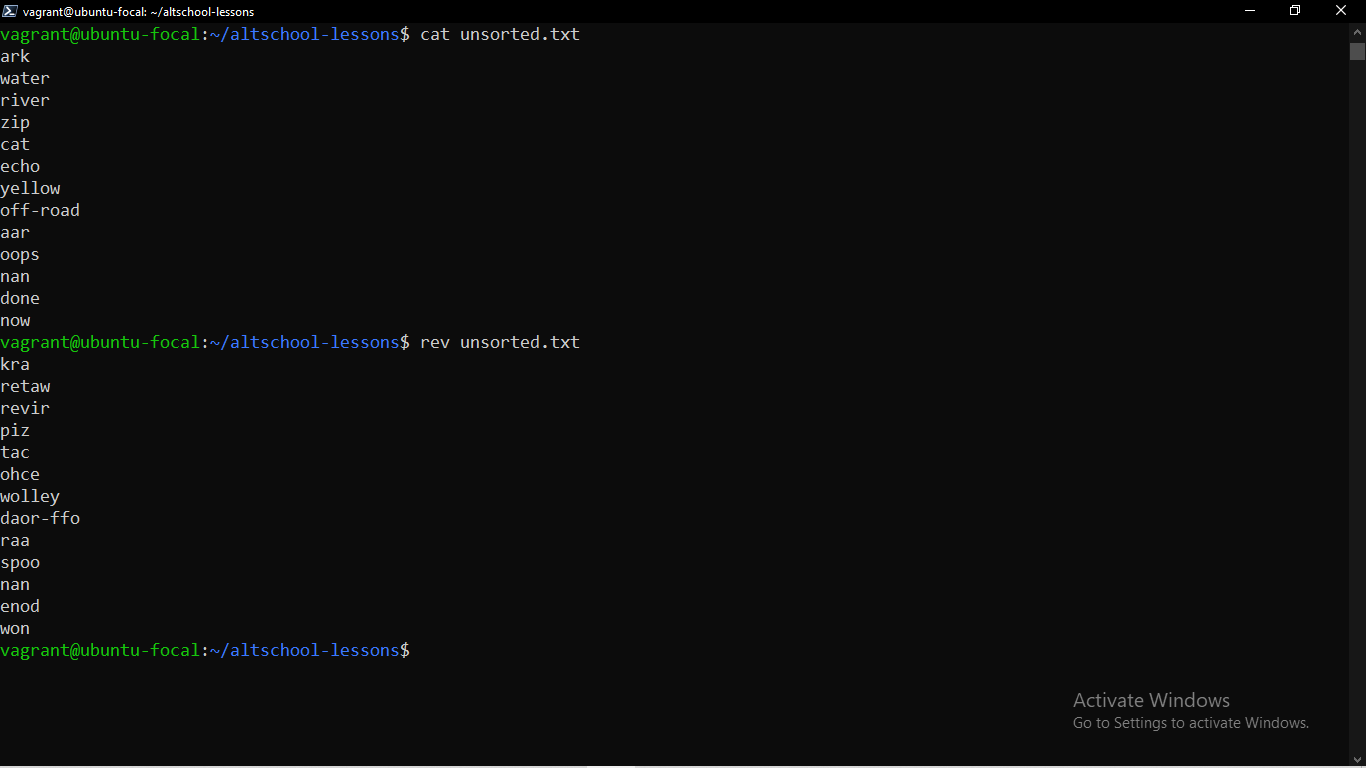 vagrant@ubuntu-focal: ~/altschool-lessons
vagrant@ubuntu-focal:~/altschool-lessons$ cat unsorted.txt
ark
water
river
zip
cat
echo
yellow
off-road
aar
oops
nan
done
now
vagrant@ubuntu-focal:~/altschool-lessons$ rev unsorted.txt
kra
retaw
revir
piz
tac
ohce
wolley
daor-ffo
raa
spoo
nan
enod
won
vagrant@ubuntu-focal:~/altschool-lessons$
Activate Windows
Go to Settings to activate Windows.